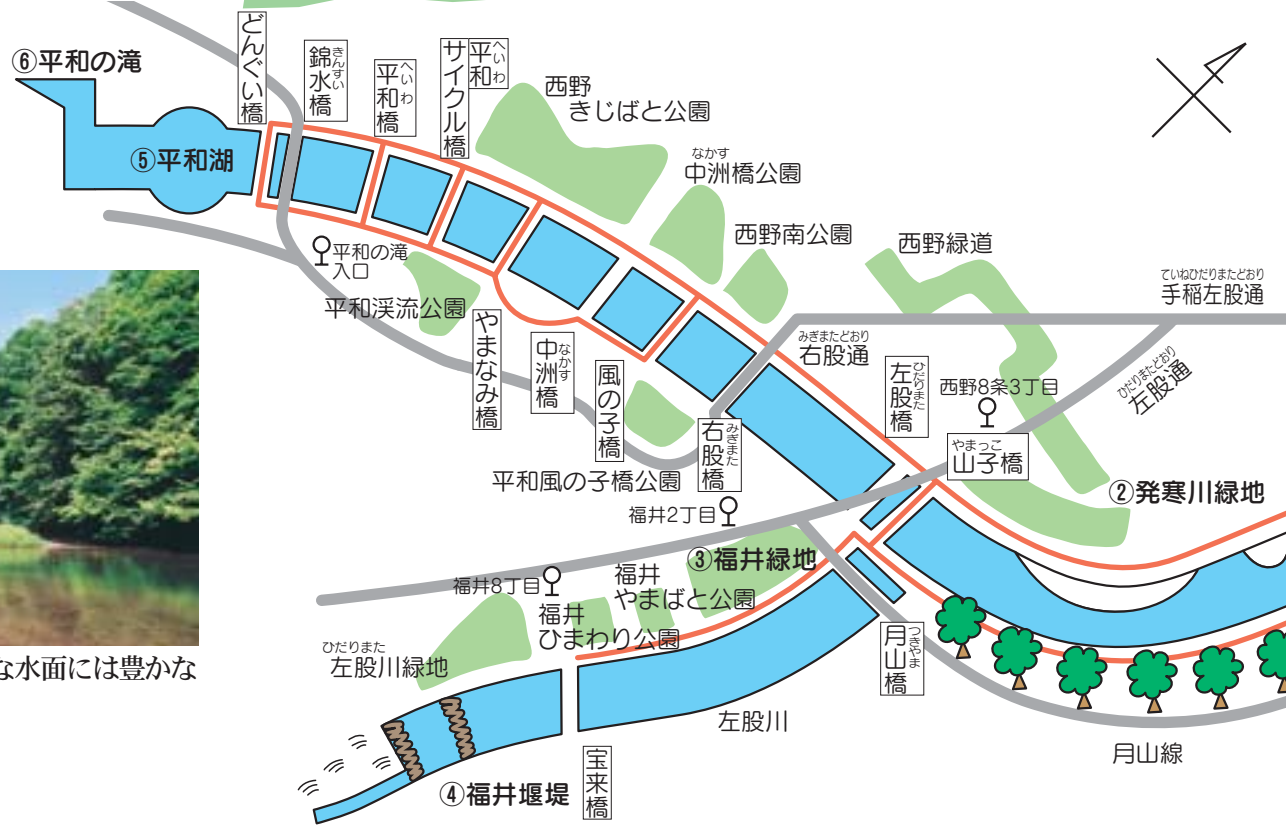 ⑥平和の滝
どんぐい橋
錦水橋
きんすい
平和橋
へいわ
平和
へいわ
サイクル橋
西野
きじばと公園
なかす
中洲橋公園
西野南公園
西野緑道
ていねひだりまたどおり
手稲左股通
⑤平和湖
平和の滝
入口
平和渓流公園
やまなみ橋
中洲橋
なかす
風の子橋
みぎまたどおり
右股通
左股橋
ひだりまた
西野8条3丁目
ひだりまたどおり
左股通
やまっこ
山子橋
右股橋
みぎまた
平和風の子橋公園
②発寒川緑地
福井2丁目
③福井緑地
福井8丁目
福井
やまばと公園
福井
ひまわり公園
ひだりまた
左股川緑地
月山橋
つきやま
な水面には豊かな
左股川
月山線
④福井堰堤
宝来橋